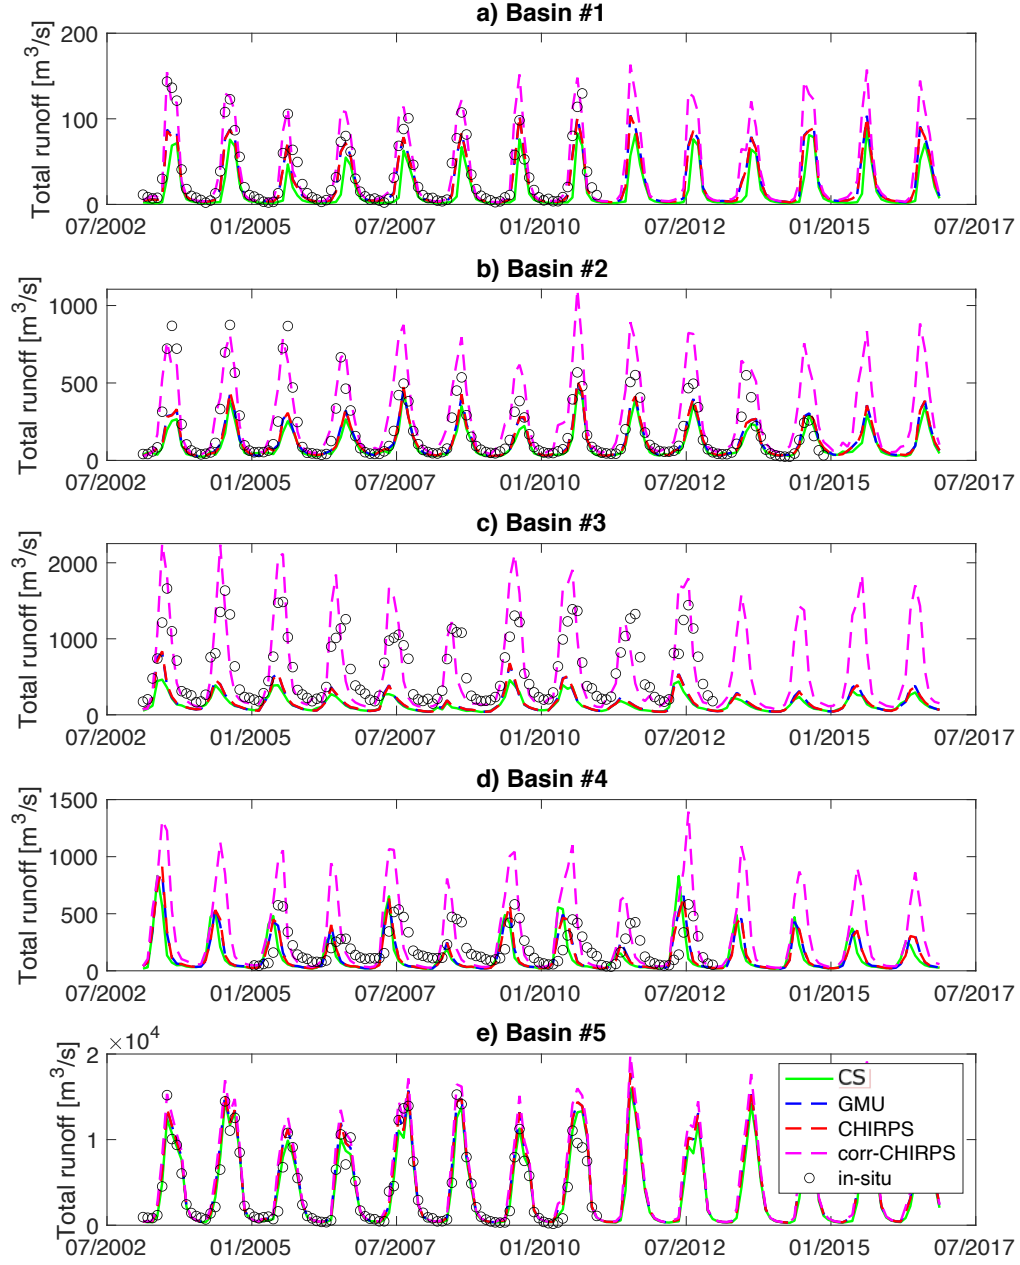 a) Basin #1
Total runoff [m³/s]
200
100
0
07/2002 01/2005 07/2007 01/2010 07/2012 01/2015 07/2017
b) Basin #2
Total runoff [m³/s]
1000
500
0
07/2002 01/2005 07/2007 01/2010 07/2012 01/2015 07/2017
c) Basin #3
Total runoff [m³/s]
2000
1000
0
07/2002 01/2005 07/2007 01/2010 07/2012 01/2015 07/2017
d) Basin #4
Total runoff [m³/s]
1500
1000
500
0
07/2002 01/2005 07/2007 01/2010 07/2012 01/2015 07/2017
e) Basin #5
×10⁴
Total runoff [m³/s]
2
1
0
07/2002 01/2005 07/2007 01/2010 07/2012 01/2015 07/2017
CS
GMU
CHIRPS
corr-CHIRPS
in-situ